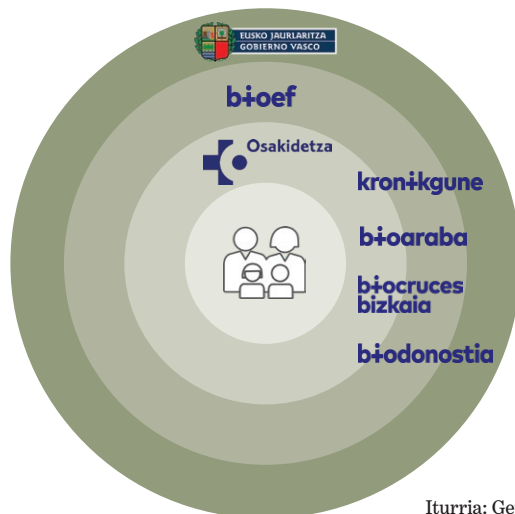 EUSKO JAURLARITZA
GOBIERNO VASCO
bioef
Osakidetza
kronikgune
bioaraba
biocruces
bizkaia
biodonostia
Iturria: Ge